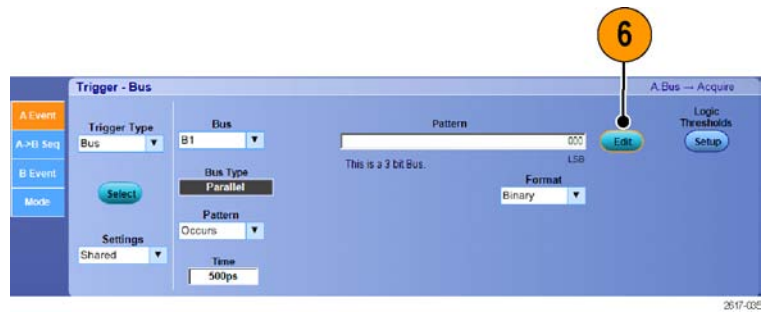 6
Trigger - Bus
A.Bus → Acquire
A Event
A->B Seq
B Event
Mode
Trigger Type
Bus
Select
Settings
Shared
Bus
B1
Bus Type
Parallel
Pattern
Occurs
Time
500ps
Pattern
000
This is a 3 bit Bus.
LSB
Format
Binary
Edit
Logic
Thresholds
Setup
2617-035